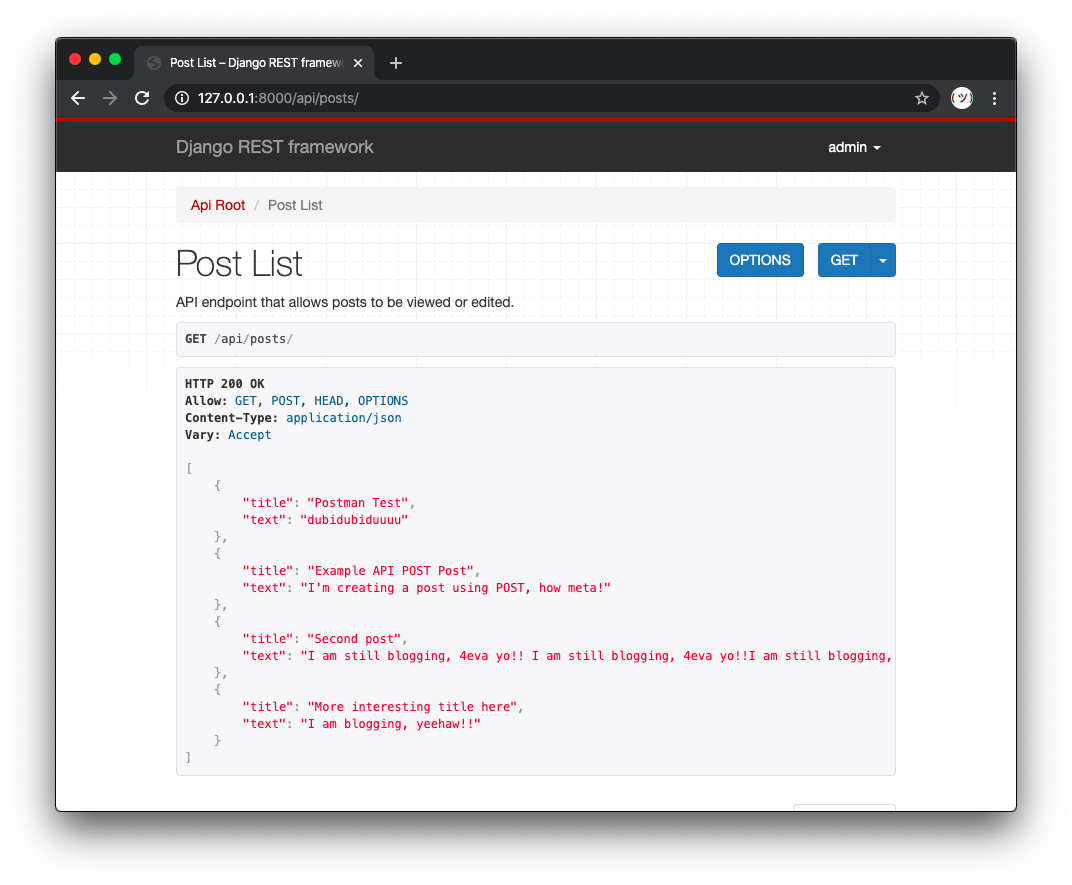 Post List – Django REST framew
127.0.0.1:8000/api/posts/
Django REST framework
admin
Api Root / Post List
Post List
OPTIONS
GET
API endpoint that allows posts to be viewed or edited.
GET /api/posts/
HTTP 200 OK
Allow: GET, POST, HEAD, OPTIONS
Content-Type: application/json
Vary: Accept
[
    {
        "title": "Postman Test",
        "text": "dubidubiduuuu"
    },
    {
        "title": "Example API POST Post",
        "text": "I'm creating a post using POST, how meta!"
    },
    {
        "title": "Second post",
        "text": "I am still blogging, 4eva yo!! I am still blogging, 4eva yo!!I am still blogging,
    },
    {
        "title": "More interesting title here",
        "text": "I am blogging, yeehaw!!"
    }
]